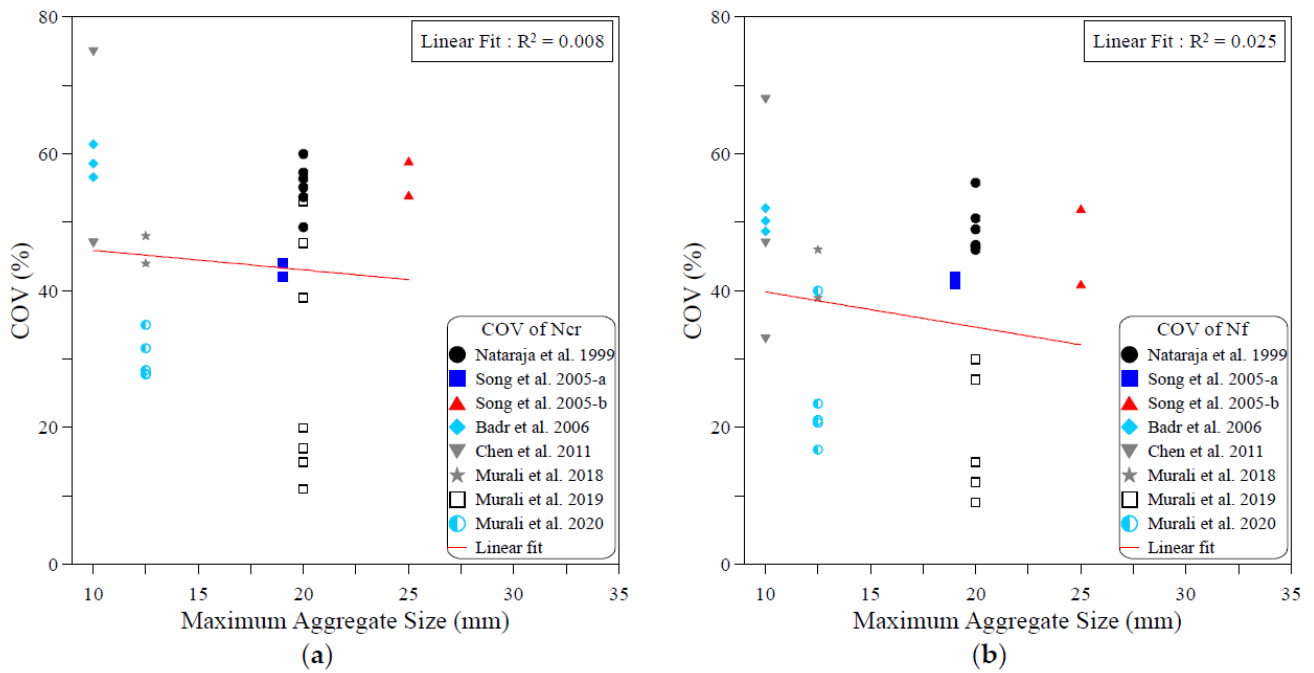 80
60
40
20
0
COV (%)
Linear Fit : R² = 0.008
COV of Ncr
Nataraja et al. 1999
Song et al. 2005-a
Song et al. 2005-b
Badr et al. 2006
Chen et al. 2011
Murali et al. 2018
Murali et al. 2019
Murali et al. 2020
Linear fit
10 15 20 25 30 35
Maximum Aggregate Size (mm)
(a)
80
60
40
20
0
COV (%)
Linear Fit : R² = 0.025
COV of Nf
Nataraja et al. 1999
Song et al. 2005-a
Song et al. 2005-b
Badr et al. 2006
Chen et al. 2011
Murali et al. 2018
Murali et al. 2019
Murali et al. 2020
Linear fit
10 15 20 25 30 35
Maximum Aggregate Size (mm)
(b)